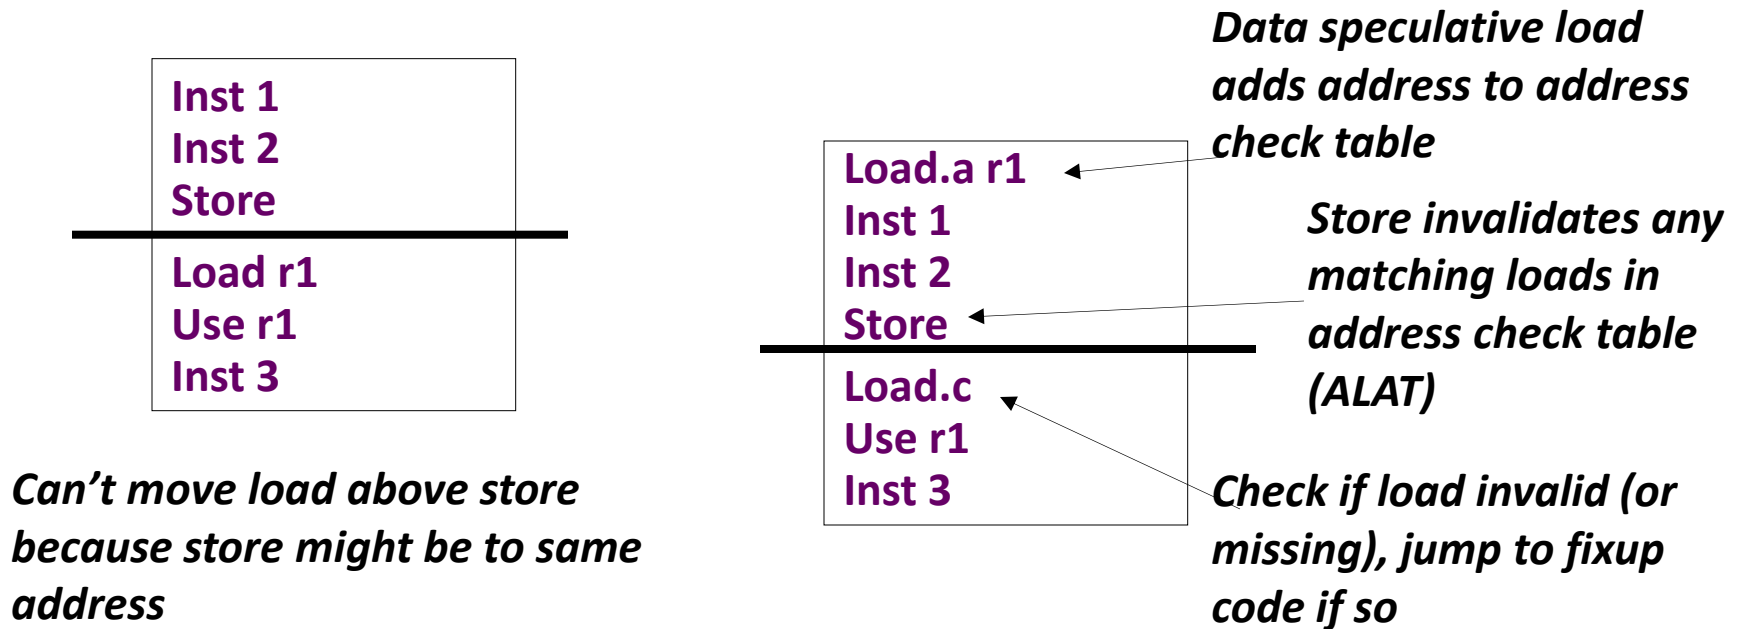 Inst 1
Inst 2
Store
Load r1
Use r1
Inst 3
Can’t move load above store
because store might be to same
address
Load.a r1
Inst 1
Inst 2
Store
Load.c
Use r1
Inst 3
Data speculative load
adds address to address
check table
Store invalidates any
matching loads in
address check table
(ALAT)
Check if load invalid (or
missing), jump to fixup
code if so